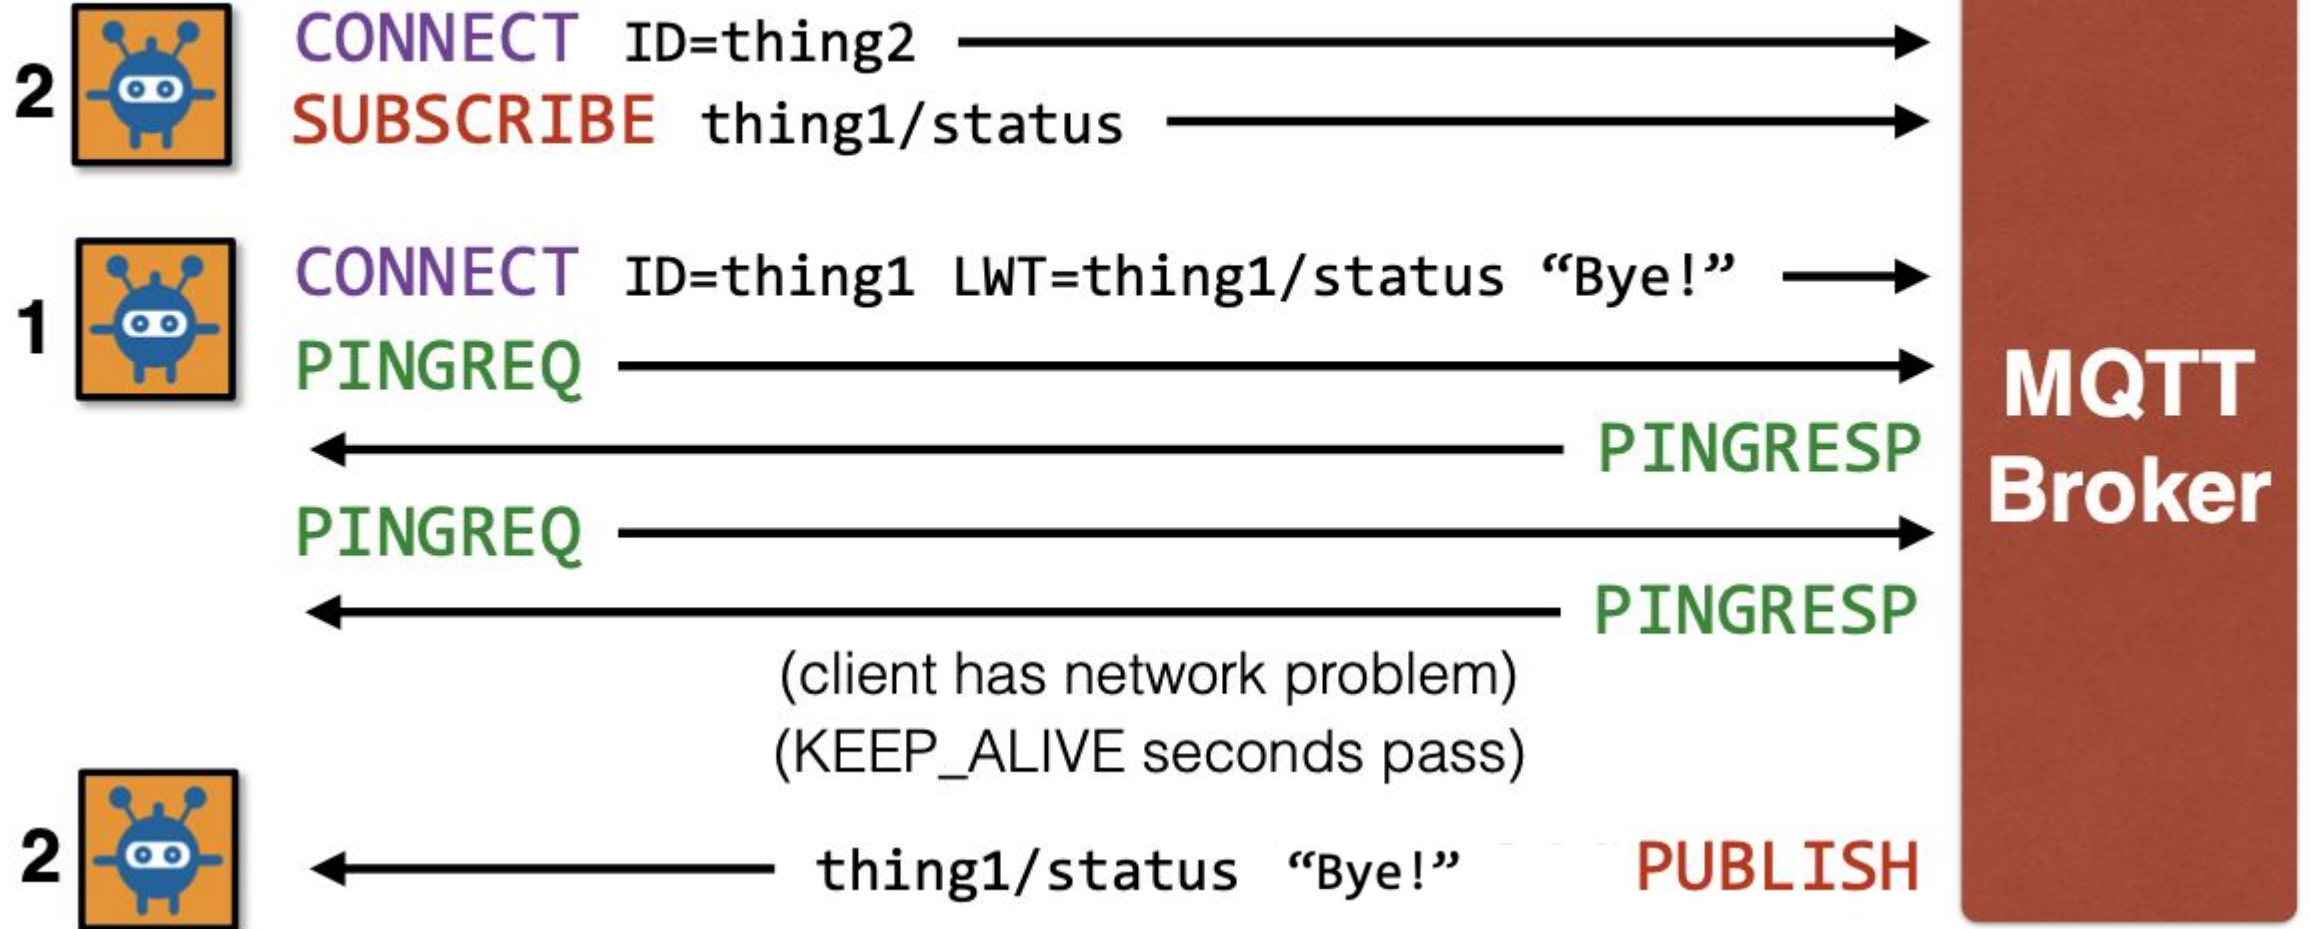 2 CONNECT ID=thing2
SUBSCRIBE thing1/status
1 CONNECT ID=thing1 LWT=thing1/status “Bye!”
PINGREQ
PINGRESP
PINGREQ
PINGRESP
(client has network problem)
(KEEP_ALIVE seconds pass)
2 thing1/status “Bye!” PUBLISH
MQTT
Broker